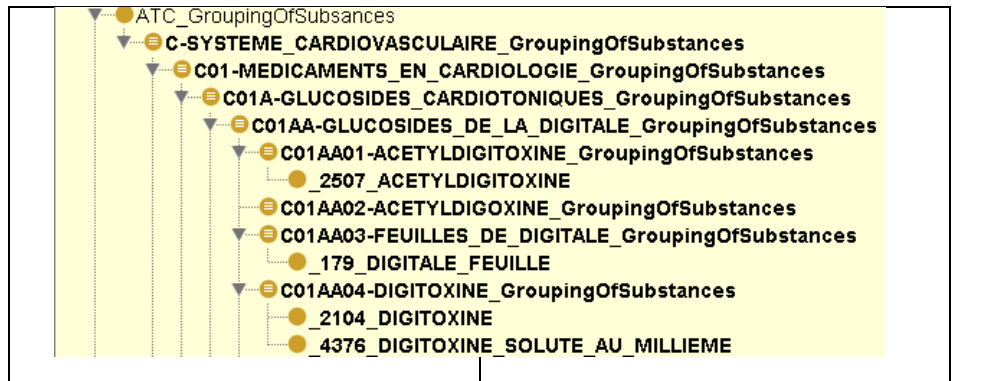 ATC_GroupingOfSubsances
C-SYSTEME_CARDIOVASCULAIRE_GroupingOfSubstances
C01-MEDICAMENTS_EN_CARDIOLOGIE_GroupingOfSubstances
C01A-GLUCOSIDES_CARDIOTONIQUES_GroupingOfSubstances
C01AA-GLUCOSIDES_DE_LA_DIGITALE_GroupingOfSubstances
C01AA01-ACETYLDIGITOXINE_GroupingOfSubstances
_2507_ACETYLDIGITOXINE
C01AA02-ACETYLDIGOXINE_GroupingOfSubstances
C01AA03-FEUILLES_DE_DIGITALE_GroupingOfSubstances
_179_DIGITALE_FEUILLE
C01AA04-DIGITOXINE_GroupingOfSubstances
_2104_DIGITOXINE
_4376_DIGITOXINE_SOLUTE_AU_MILLIEME